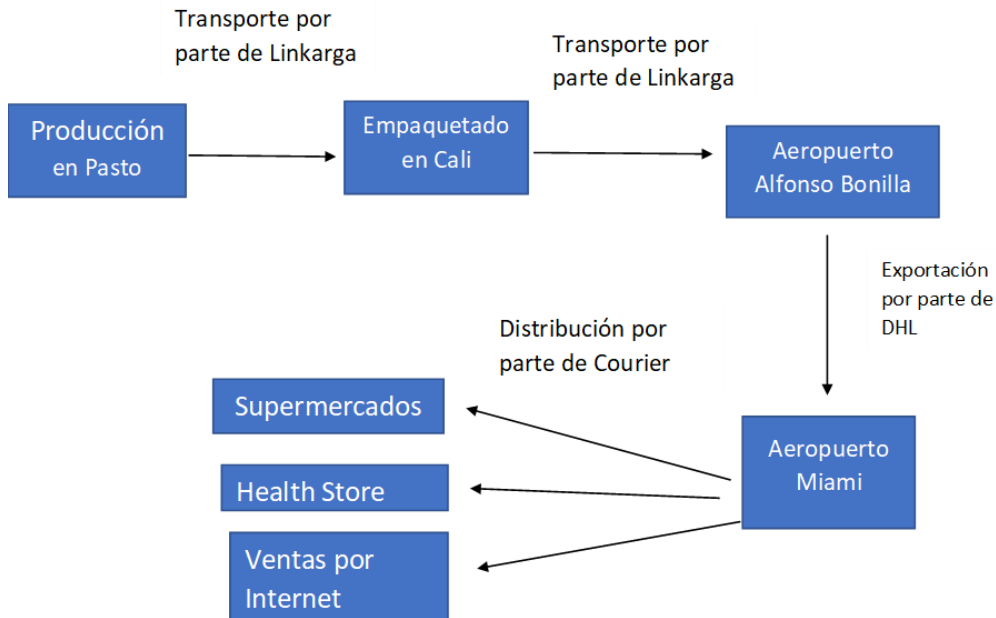 Transporte por
parte de Linkarga
Transporte por
parte de Linkarga
Producción
en Pasto
Empaquetado
en Cali
Aeropuerto
Alfonso Bonilla
Exportación
por parte de
DHL
Distribución por
parte de Courier
Supermercados
Aeropuerto
Miami
Health Store
Ventas por
Internet